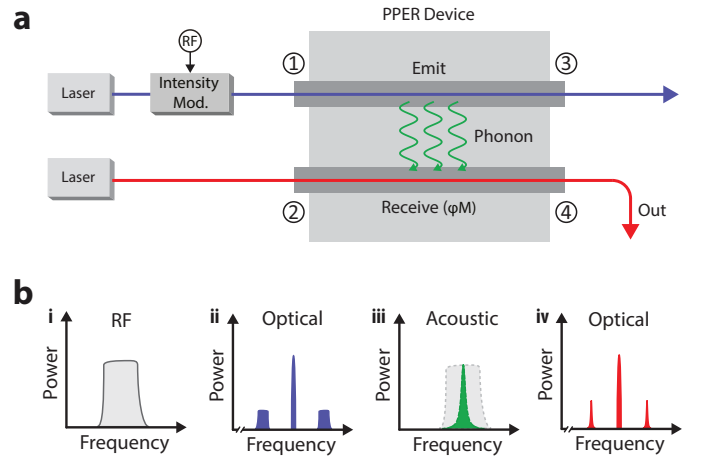 a
PPER Device
RF
①
Emit
③
Laser
Intensity
Mod.
Phonon
Laser
②
Receive (φM)
④
Out
b
i
RF
Power
Frequency
ii
Optical
Power
Frequency
iii
Acoustic
Power
Frequency
iv
Optical
Power
Frequency